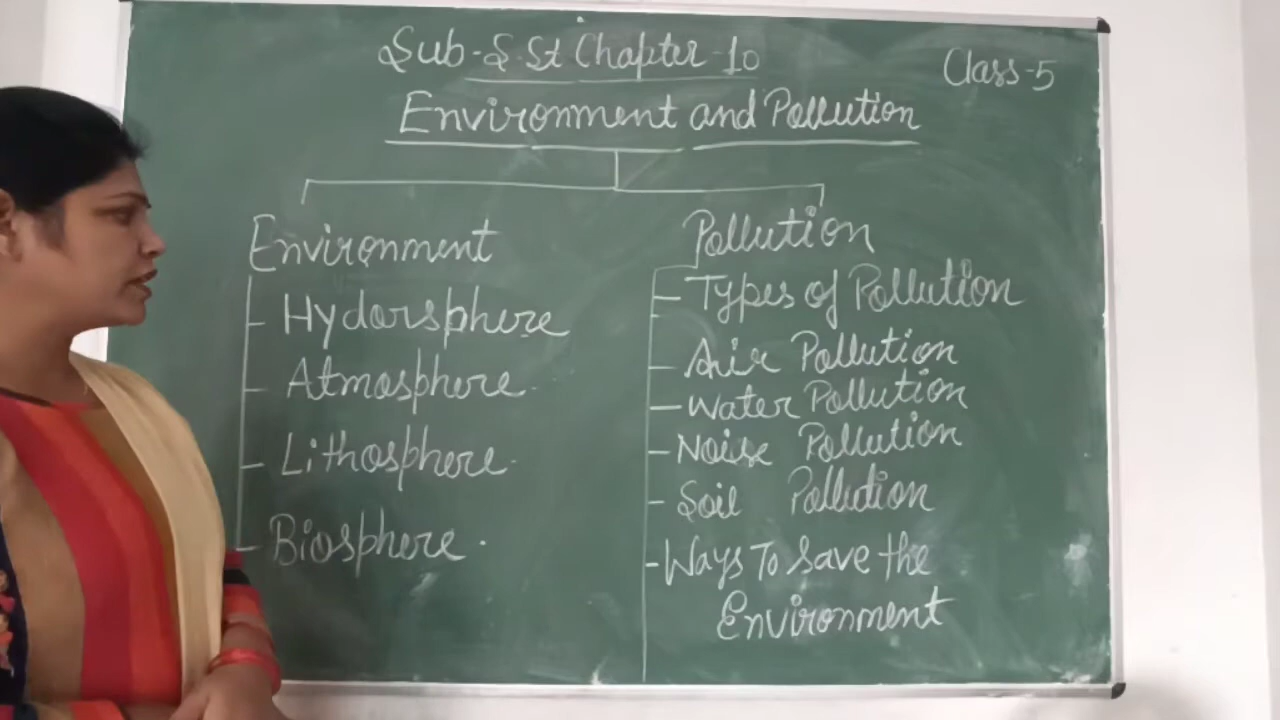 Sub-S.St Chapter-10
Class-5
Environment and Pollution
Environment
- Hydorsphere
- Atmosphere.
- Lithosphere.
- Biosphere.
Pollution
- Types of Pollution
- Air Pollution
- Water Pollution
- Noise Pollution
- Soil Pollution
- Ways To Save the
Environment